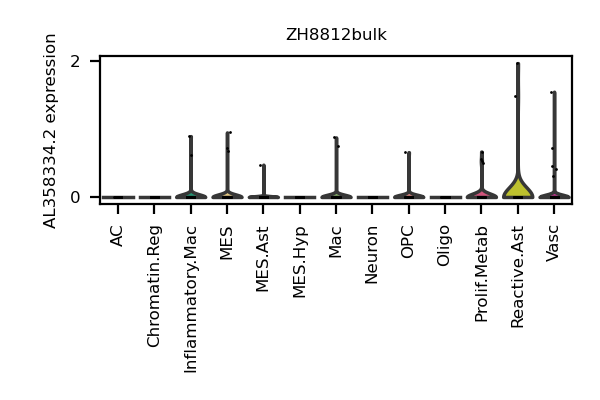 ZH8812bulk
AL358334.2 expression
2
0
AC
Chromatin.Reg
Inflammatory.Mac
MES
MES.Ast
MES.Hyp
Mac
Neuron
OPC
Oligo
Prolif.Metab
Reactive.Ast
Vasc